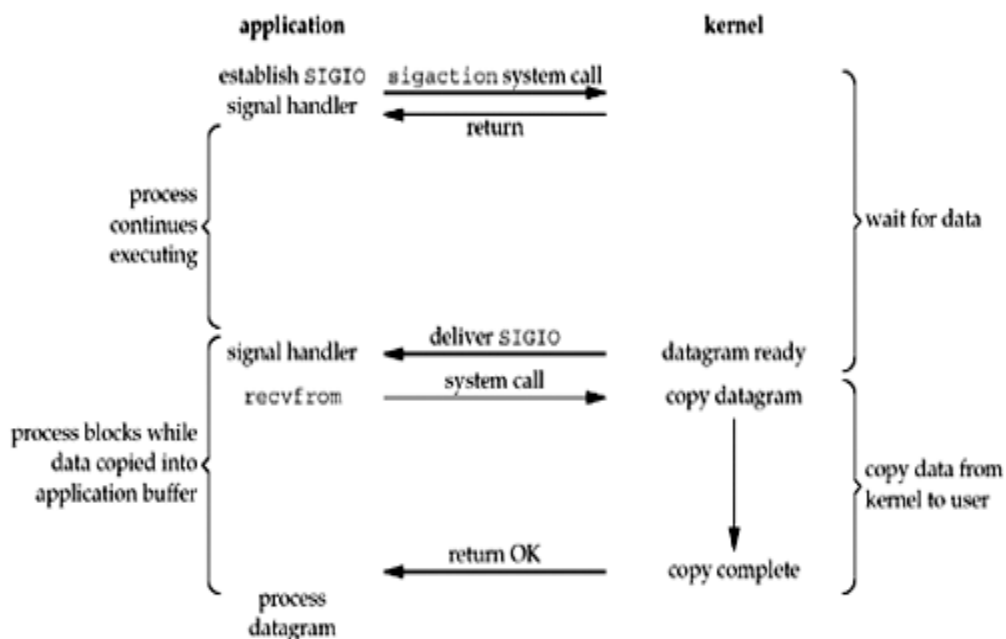 application
kernel
establish SIGIO
signal handler
sigaction system call
return
process
continues
executing
wait for data
deliver SIGIO
signal handler
datagram ready
system call
recvfrom
copy datagram
process blocks while
data copied into
application buffer
copy data from
kernel to user
return OK
copy complete
process
datagram